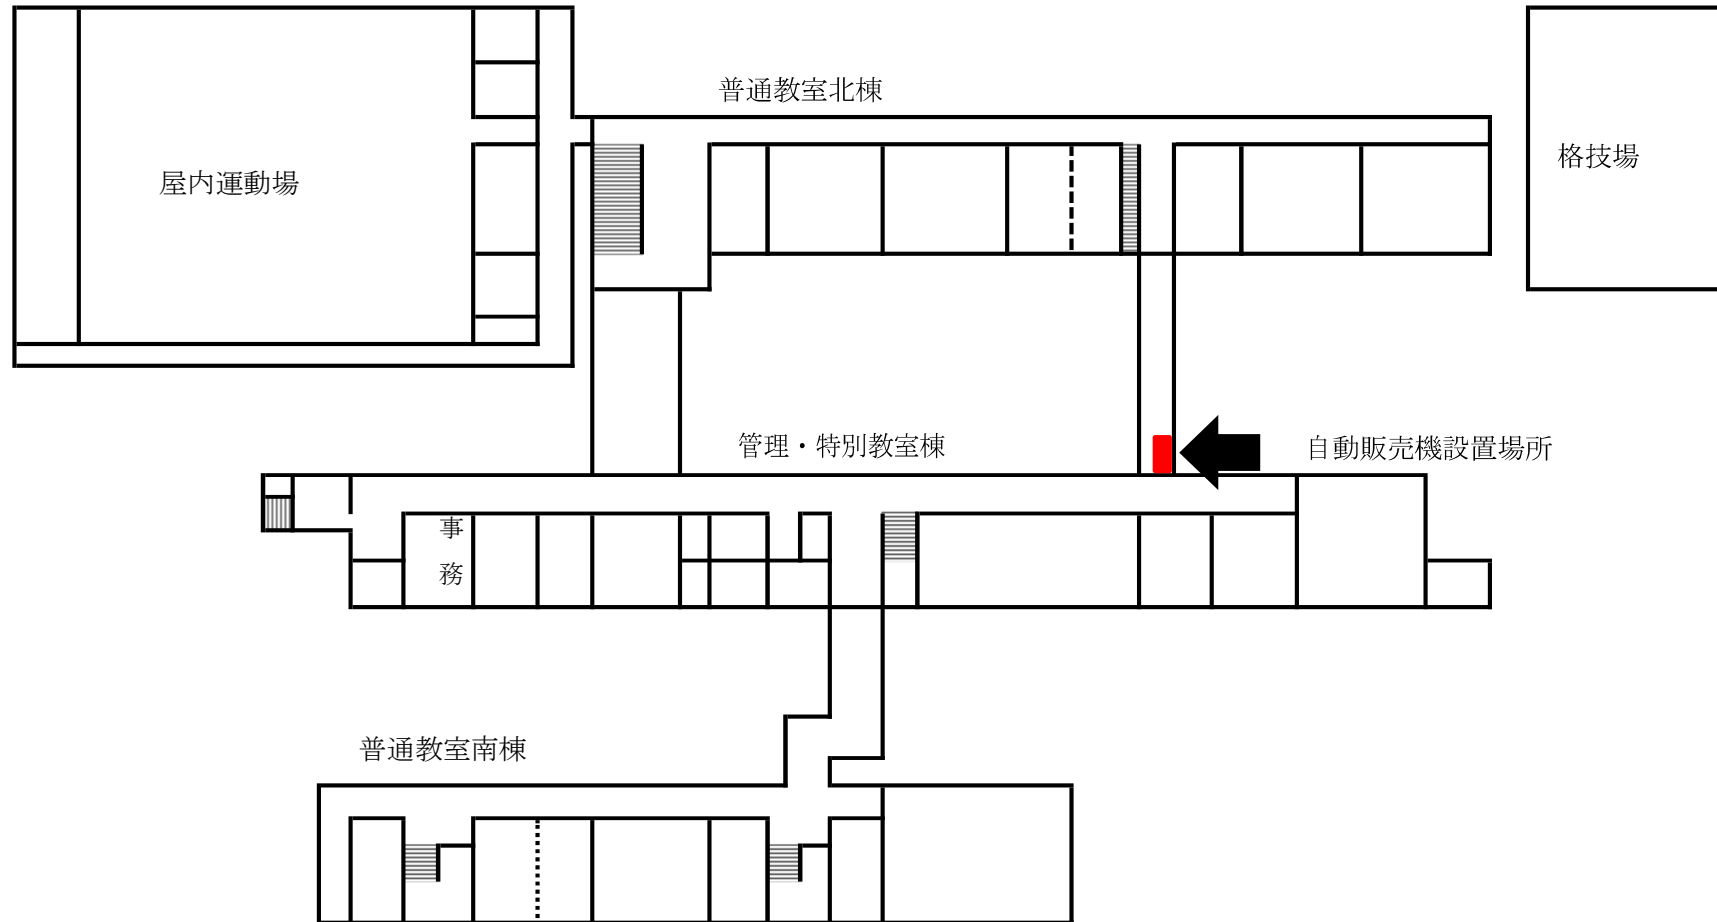 普通教室北棟
格技場
屋内運動場
管理・特別教室棟
自動販売機設置場所
事
務
普通教室南棟